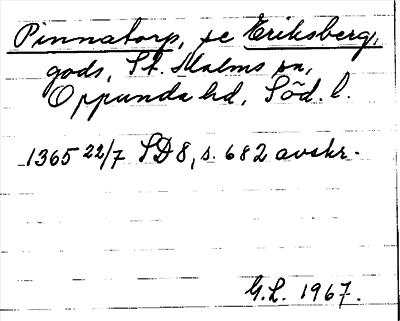 Pinnatorp, se Eriksberg,
gods, St. Malms sn,
Oppunda hd, Söd. l.
1365 22/7 SD 8, s. 682 avskr.
G.L. 1967.